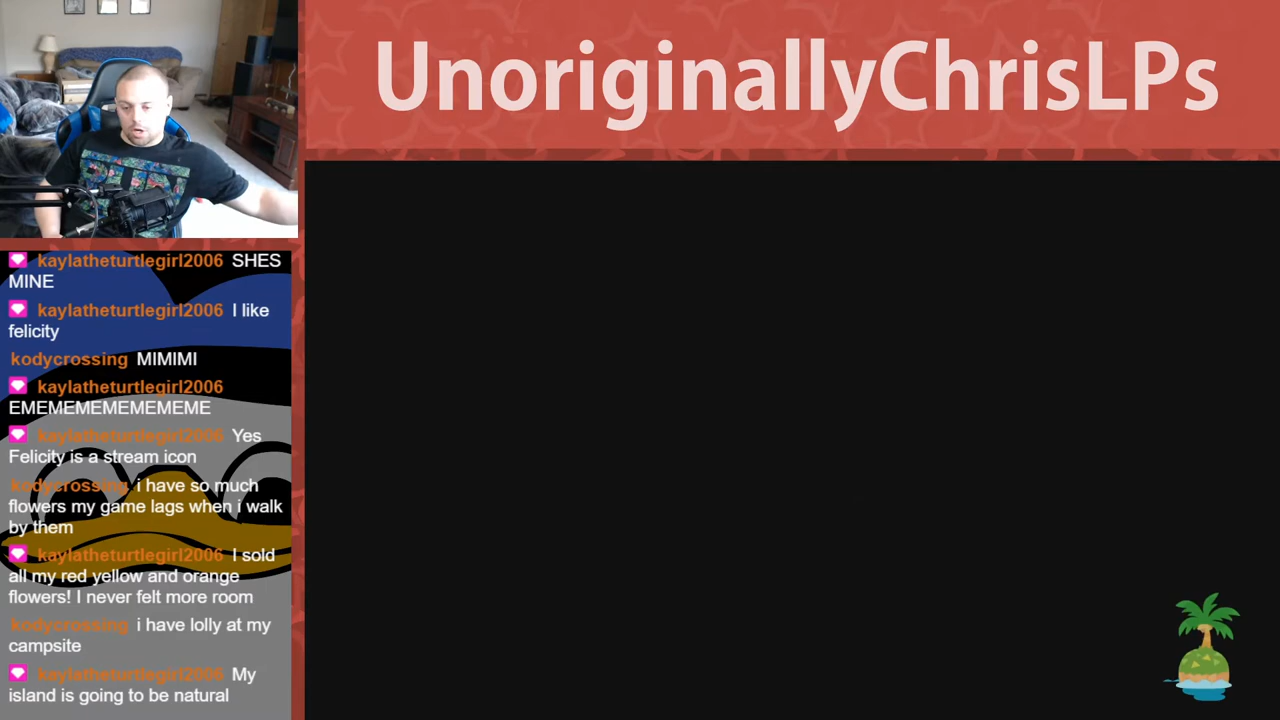 UnoriginallyChrisLPs
kaylatheturtlegirl2006 SHES
MINE
kaylatheturtlegirl2006 I like
felicity
kodycrossing MIMIMI
kaylatheturtlegirl2006
EMEMEMEMEMEMEME
kaylatheturtlegirl2006 Yes
Felicity is a stream icon
kodycrossing i have so much
flowers my game lags when i walk
by them
kaylatheturtlegirl2006 I sold
all my red yellow and orange
flowers! I never felt more room
kodycrossing i have lolly at my
campsite
kaylatheturtlegirl2006 My
island is going to be natural